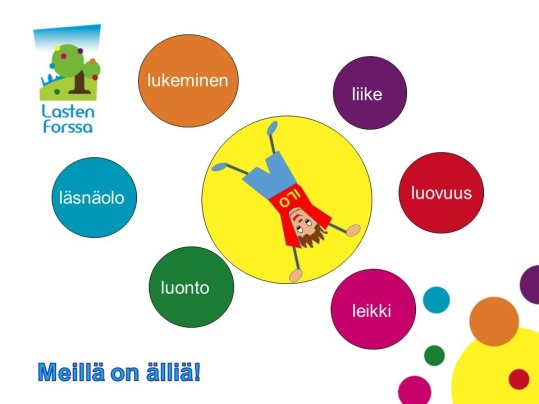 Lasten
Forssa
lukeminen
liike
läsnäolo
ILO
luovuus
luonto
leikki
Meillä on älliä!